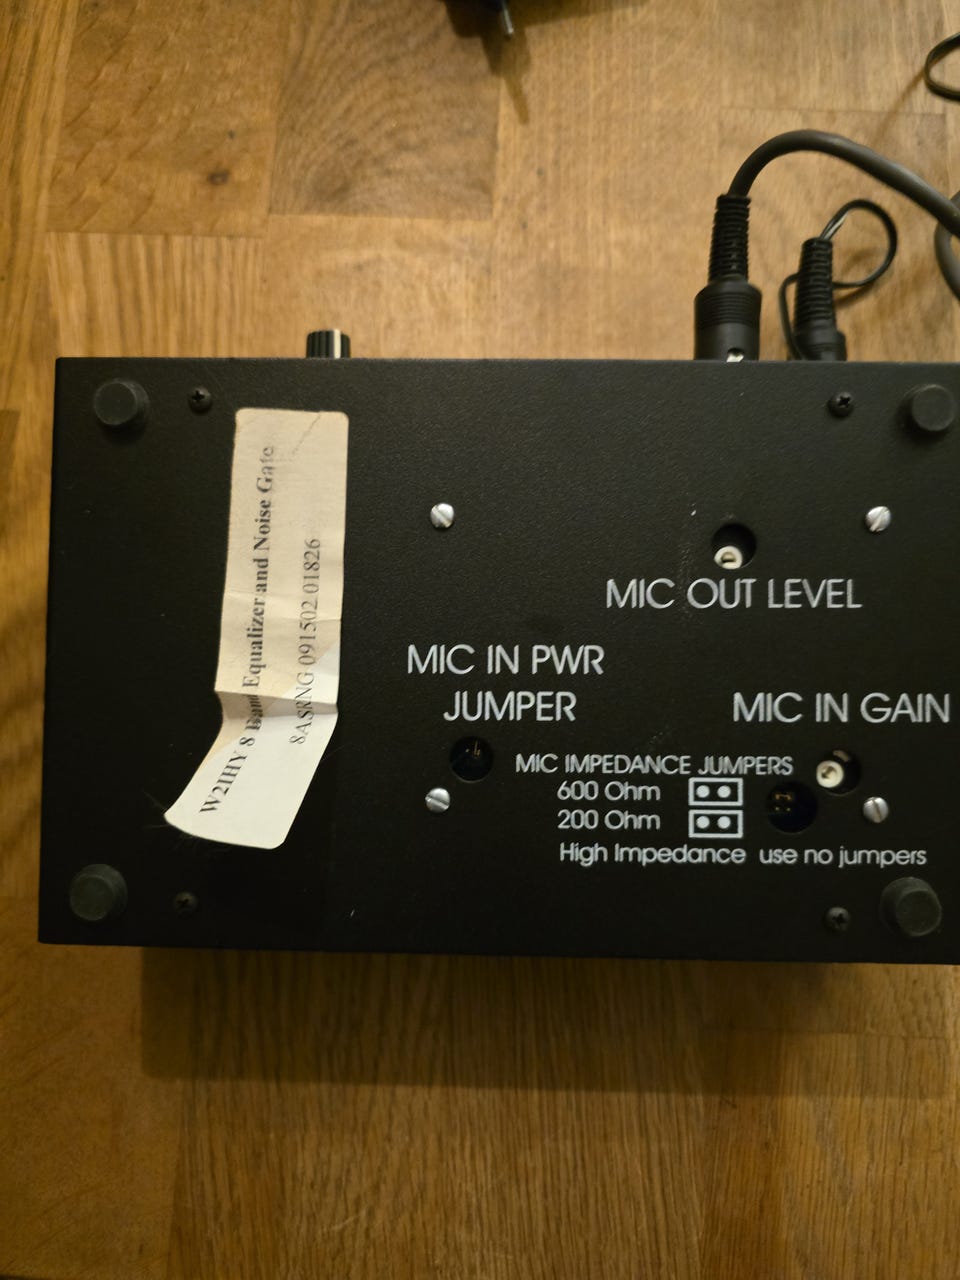 W2IHY 8 Band Equalizer and Noise Gate
8ASRNG 091502 01826
MIC OUT LEVEL
MIC IN PWR
JUMPER
MIC IN GAIN
MIC IMPEDANCE JUMPERS
600 Ohm
200 Ohm
High Impedance use no jumpers